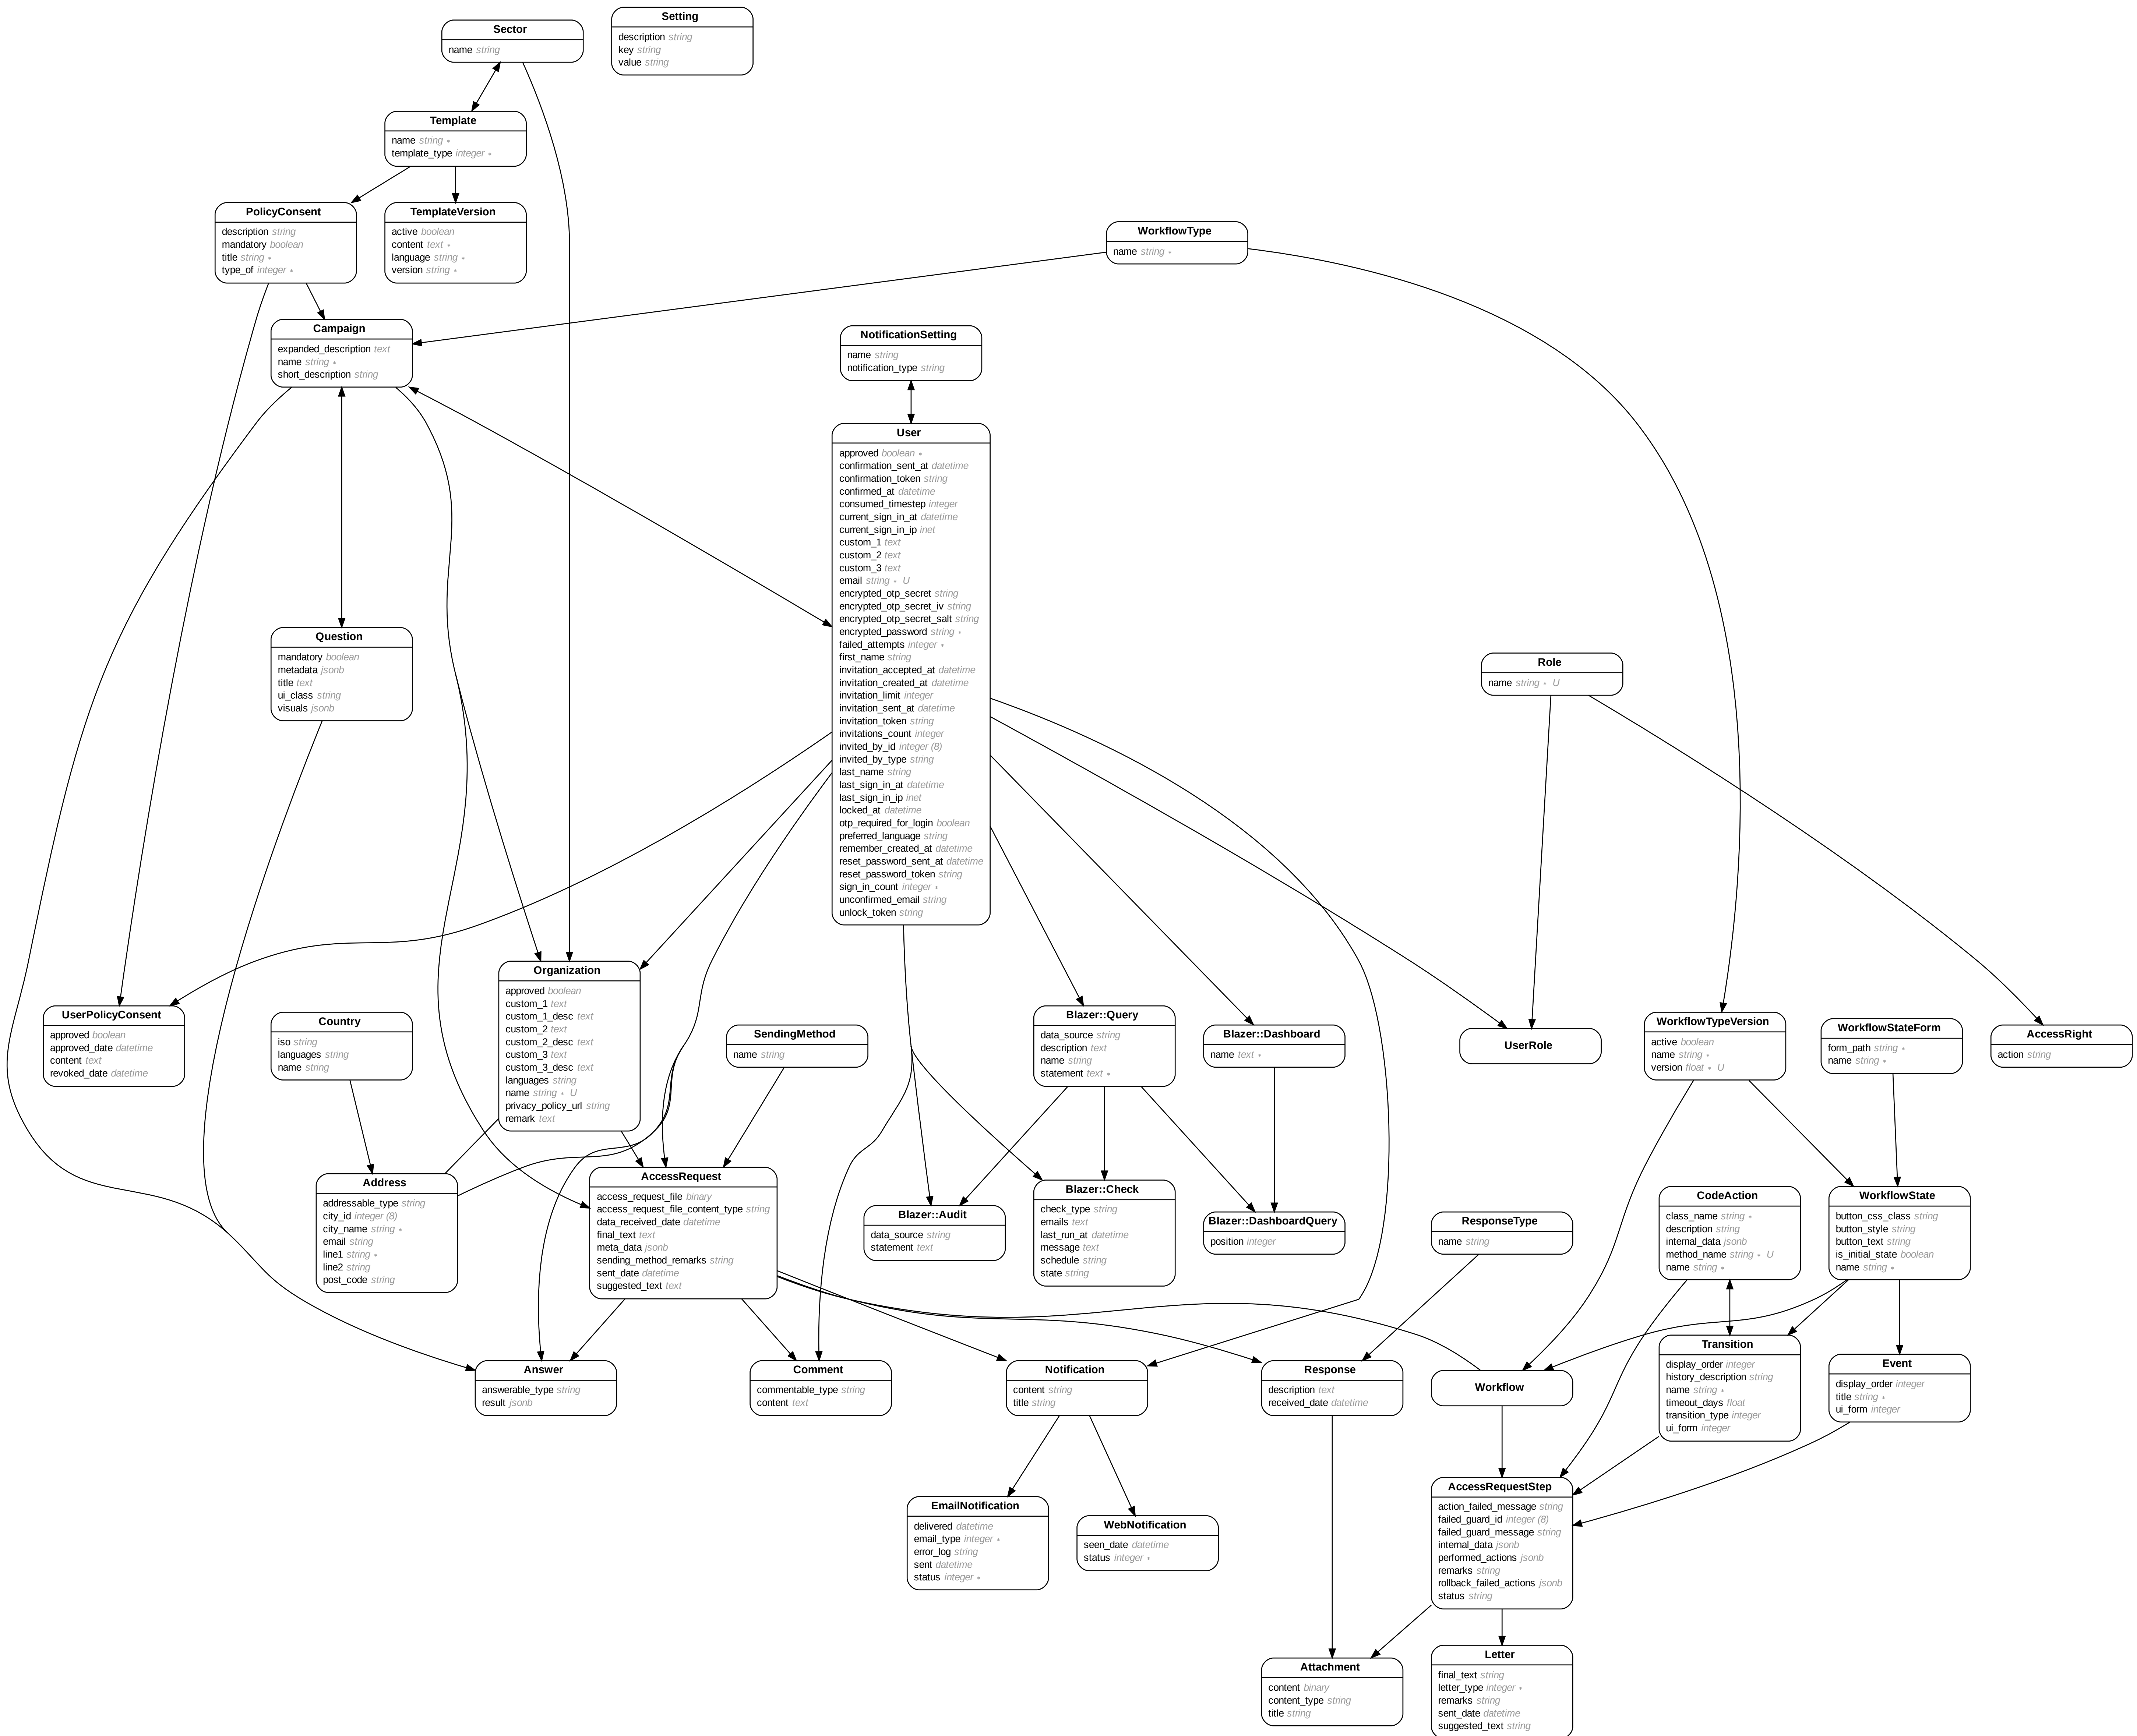 Sector
name string
Setting
description string
key string
value string
Template
name string *
template_type integer *
PolicyConsent
description string
mandatory boolean
title string *
type_of integer *
TemplateVersion
active boolean
content text *
language string *
version string *
WorkflowType
name string *
Campaign
expanded_description text
name string *
short_description string
NotificationSetting
name string
notification_type string
User
approved boolean *
confirmation_sent_at datetime
confirmation_token string
confirmed_at datetime
consumed_timestep integer
current_sign_in_at datetime
current_sign_in_ip inet
custom_1 text
custom_2 text
custom_3 text
email string * U
encrypted_otp_secret string
encrypted_otp_secret_iv string
encrypted_otp_secret_salt string
encrypted_password string *
failed_attempts integer *
first_name string
invitation_accepted_at datetime
invitation_created_at datetime
invitation_limit integer
invitation_sent_at datetime
invitation_token string
invitations_count integer
invited_by_id integer (8)
invited_by_type string
last_name string
last_sign_in_at datetime
last_sign_in_ip inet
locked_at datetime
otp_required_for_login boolean
preferred_language string
remember_created_at datetime
reset_password_sent_at datetime
reset_password_token string
sign_in_count integer *
unconfirmed_email string
unlock_token string
Question
mandatory boolean
metadata jsonb
title text
ui_class string
visuals jsonb
Role
name string * U
Organization
approved boolean
custom_1 text
custom_1_desc text
custom_2 text
custom_2_desc text
custom_3 text
custom_3_desc text
languages string
name string * U
privacy_policy_url string
remark text
UserPolicyConsent
approved boolean
approved_date datetime
content text
revoked_date datetime
Country
iso string
languages string
name string
SendingMethod
name string
Blazer::Query
data_source string
description text
name string
statement text *
Blazer::Dashboard
name text *
UserRole
WorkflowTypeVersion
active boolean
name string *
version float * U
WorkflowStateForm
form_path string *
name string *
AccessRight
action string
Address
addressable_type string
city_id integer (8)
city_name string *
email string
line1 string *
line2 string
post_code string
AccessRequest
access_request_file binary
access_request_file_content_type string
data_received_date datetime
final_text text
meta_data jsonb
sending_method_remarks string
sent_date datetime
suggested_text text
Blazer::Audit
data_source string
statement text
Blazer::Check
check_type string
emails text
last_run_at datetime
message text
schedule string
state string
Blazer::DashboardQuery
position integer
ResponseType
name string
CodeAction
class_name string *
description string
internal_data jsonb
method_name string * U
name string *
WorkflowState
button_css_class string
button_style string
button_text string
is_initial_state boolean
name string *
Answer
answerable_type string
result jsonb
Comment
commentable_type string
content text
Notification
content string
title string
Response
description text
received_date datetime
Workflow
Transition
display_order integer
history_description string
name string *
timeout_days float
transition_type integer
ui_form integer
Event
display_order integer
title string *
ui_form integer
EmailNotification
delivered datetime
email_type integer *
error_log string
sent datetime
status integer *
WebNotification
seen_date datetime
status integer *
AccessRequestStep
action_failed_message string
failed_guard_id integer (8)
failed_guard_message string
internal_data jsonb
performed_actions jsonb
remarks string
rollback_failed_actions jsonb
status string
Attachment
content binary
content_type string
title string
Letter
final_text string
letter_type integer *
remarks string
sent_date datetime
suggested_text string